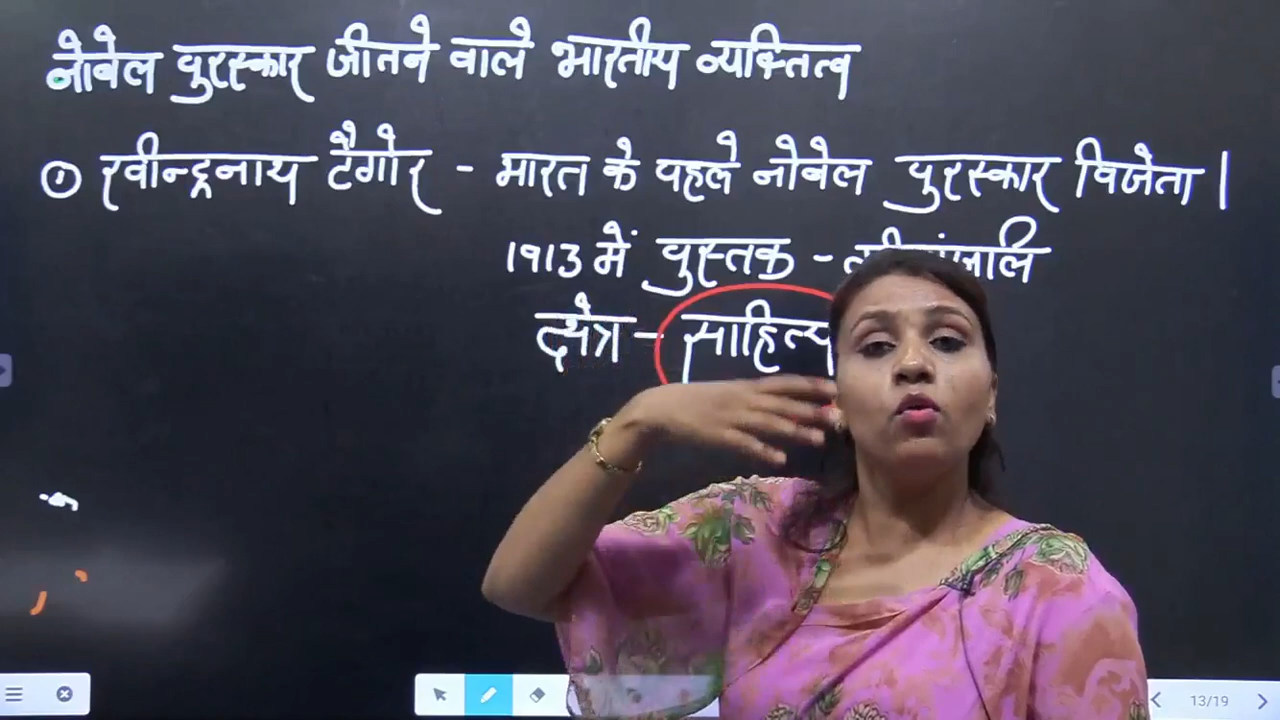 नोबेल पुरस्कार जीतने वाले भारतीय व्यक्तित्व
① रवीन्द्रनाथ टैगोर - भारत के पहले नोबेल पुरस्कार विजेता |
1913 में पुस्तक -
क्षेत्र - साहित्य
13/19